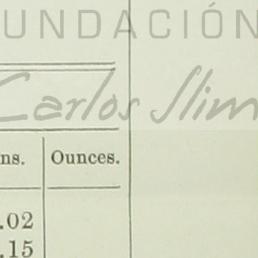 UNDACIÓN
Carlos Slim
ns. Ounces.
.02
.15